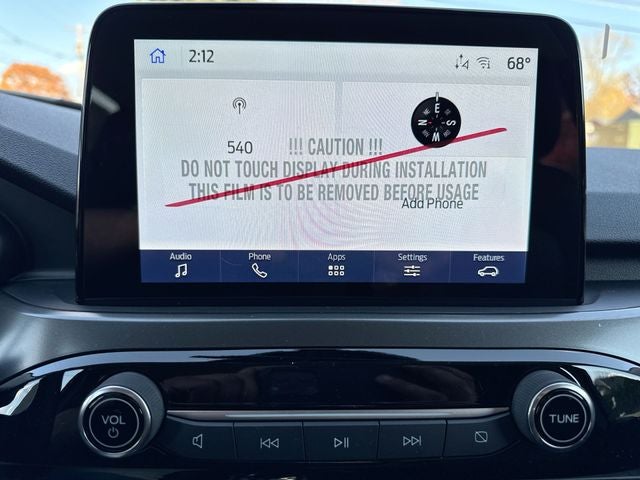 2:12
68°
540
E
N
S
W
!!! CAUTION !!!
DO NOT TOUCH DISPLAY DURING INSTALLATION
THIS FILM IS TO BE REMOVED BEFORE USAGE
Add Phone
Audio
Phone
Apps
Settings
Features
VOL
TUNE